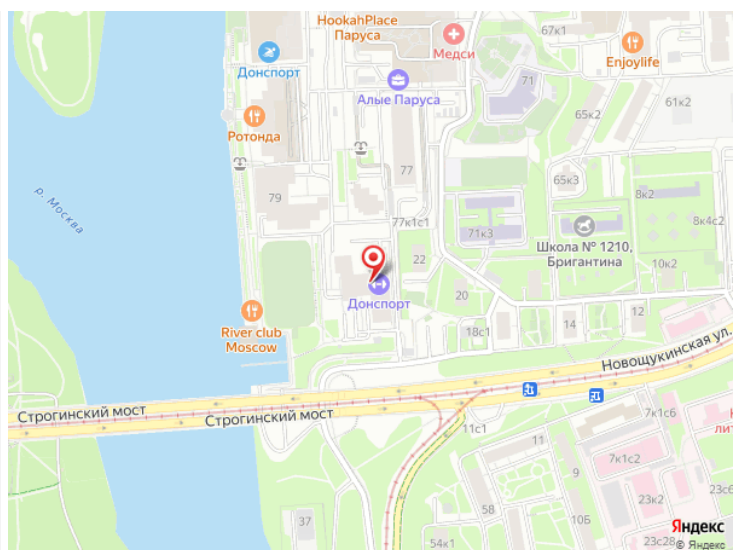 HookahPlace
Паруса
Медси
67к1
Enjoylife
Донспорт
71
Алые Паруса
61к2
65к2
Ротонда
77
65к3
8к2
79
р. Москва
77к1с1
71к3
8к4с2
Школа № 1210,
Бригантина
22
10к2
Донспорт
20
River club
Moscow
18с1
14
12
Новощукинская ул.
Строгинский мост
Строгинский мост
7к1с6
11с1
11
7к1с2
9
23к2
23с6
37
58
10Б
54к1
23с28
Яндекс
© Яндекс